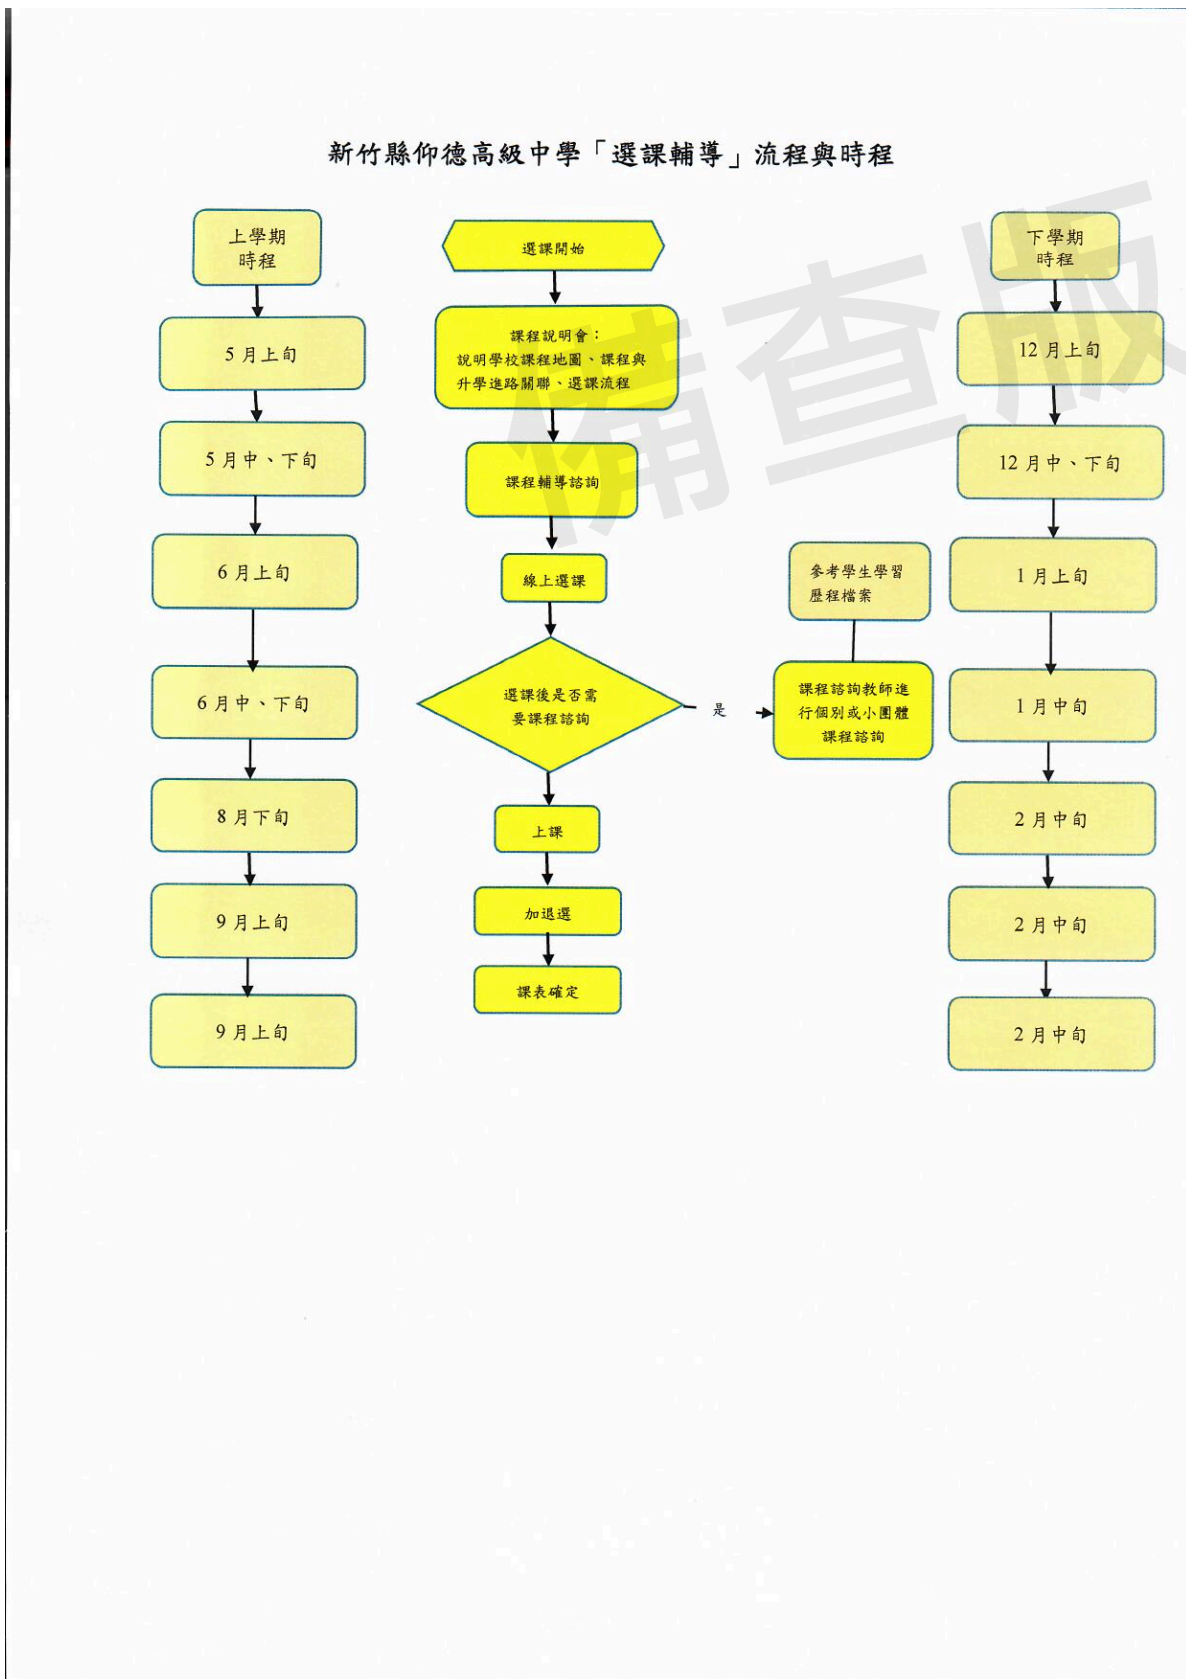 新竹縣仰德高級中學「選課輔導」流程與時程
上學期
時程
5 月上旬
5 月中、下旬
6 月上旬
6 月中、下旬
8 月下旬
9 月上旬
9 月上旬
選課開始
課程說明會：
說明學校課程地圖、課程與
升學進路關聯、選課流程
課程輔導諮詢
線上選課
選課後是否需
要課程諮詢
是
參考學生學習
歷程檔案
課程諮詢教師進
行個別或小團體
課程諮詢
上課
加退選
課表確定
下學期
時程
12 月上旬
12 月中、下旬
1 月上旬
1 月中旬
2 月中旬
2 月中旬
2 月中旬
備查版